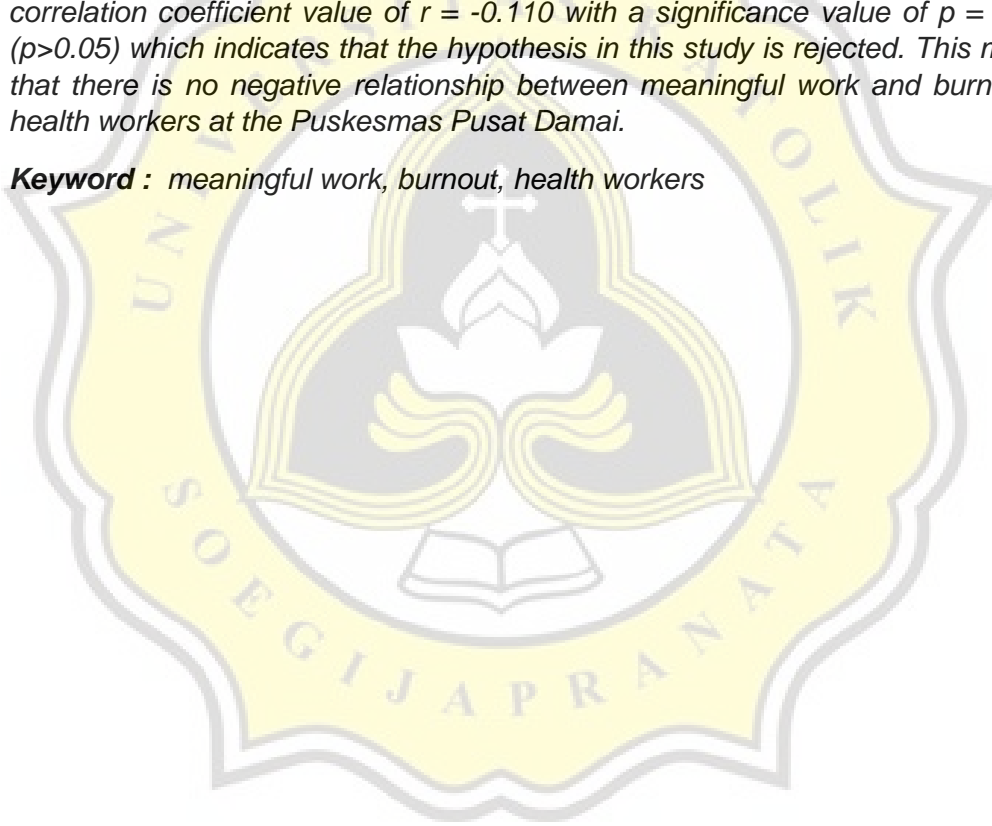 correlation coefficient value of r = -0.110 with a significance value of p =
(p>0.05) which indicates that the hypothesis in this study is rejected. This
that there is no negative relationship between meaningful work and
health workers at the Puskesmas Pusat Damai.
Keyword : meaningful work, burnout, health workers
SOEGIJAPRANATA